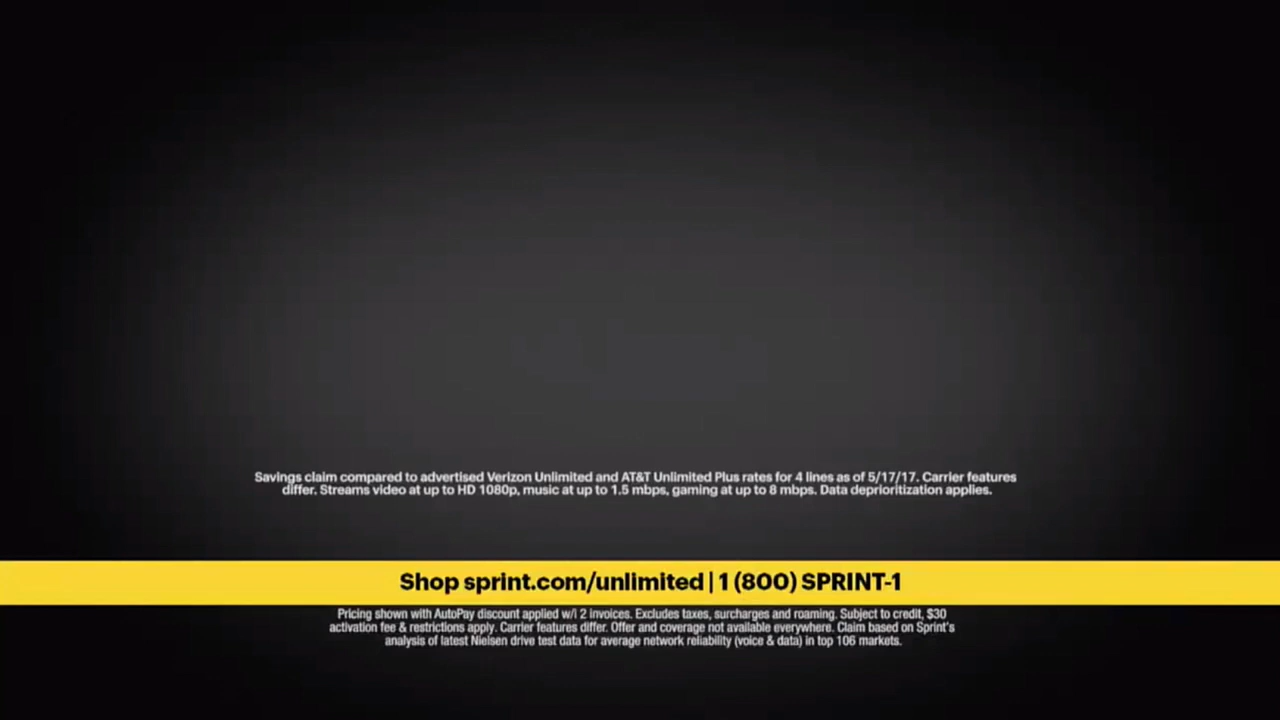 Savings claim compared to advertised Verizon Unlimited and AT&T Unlimited Plus rates for 4 lines as of 5/17/17. Carrier features
differ. Streams video at up to HD 1080p, music at up to 1.5 mbps, gaming at up to 8 mbps. Data deprioritization applies.
Shop sprint.com/unlimited | 1 (800) SPRINT-1
Pricing shown with AutoPay discount applied w/i 2 invoices. Excludes taxes, surcharges and roaming. Subject to credit, $30
activation fee & restrictions apply. Carrier features differ. Offer and coverage not available everywhere. Claim based on Sprint's
analysis of latest Nielsen drive test data for average network reliability (voice & data) in top 106 markets.